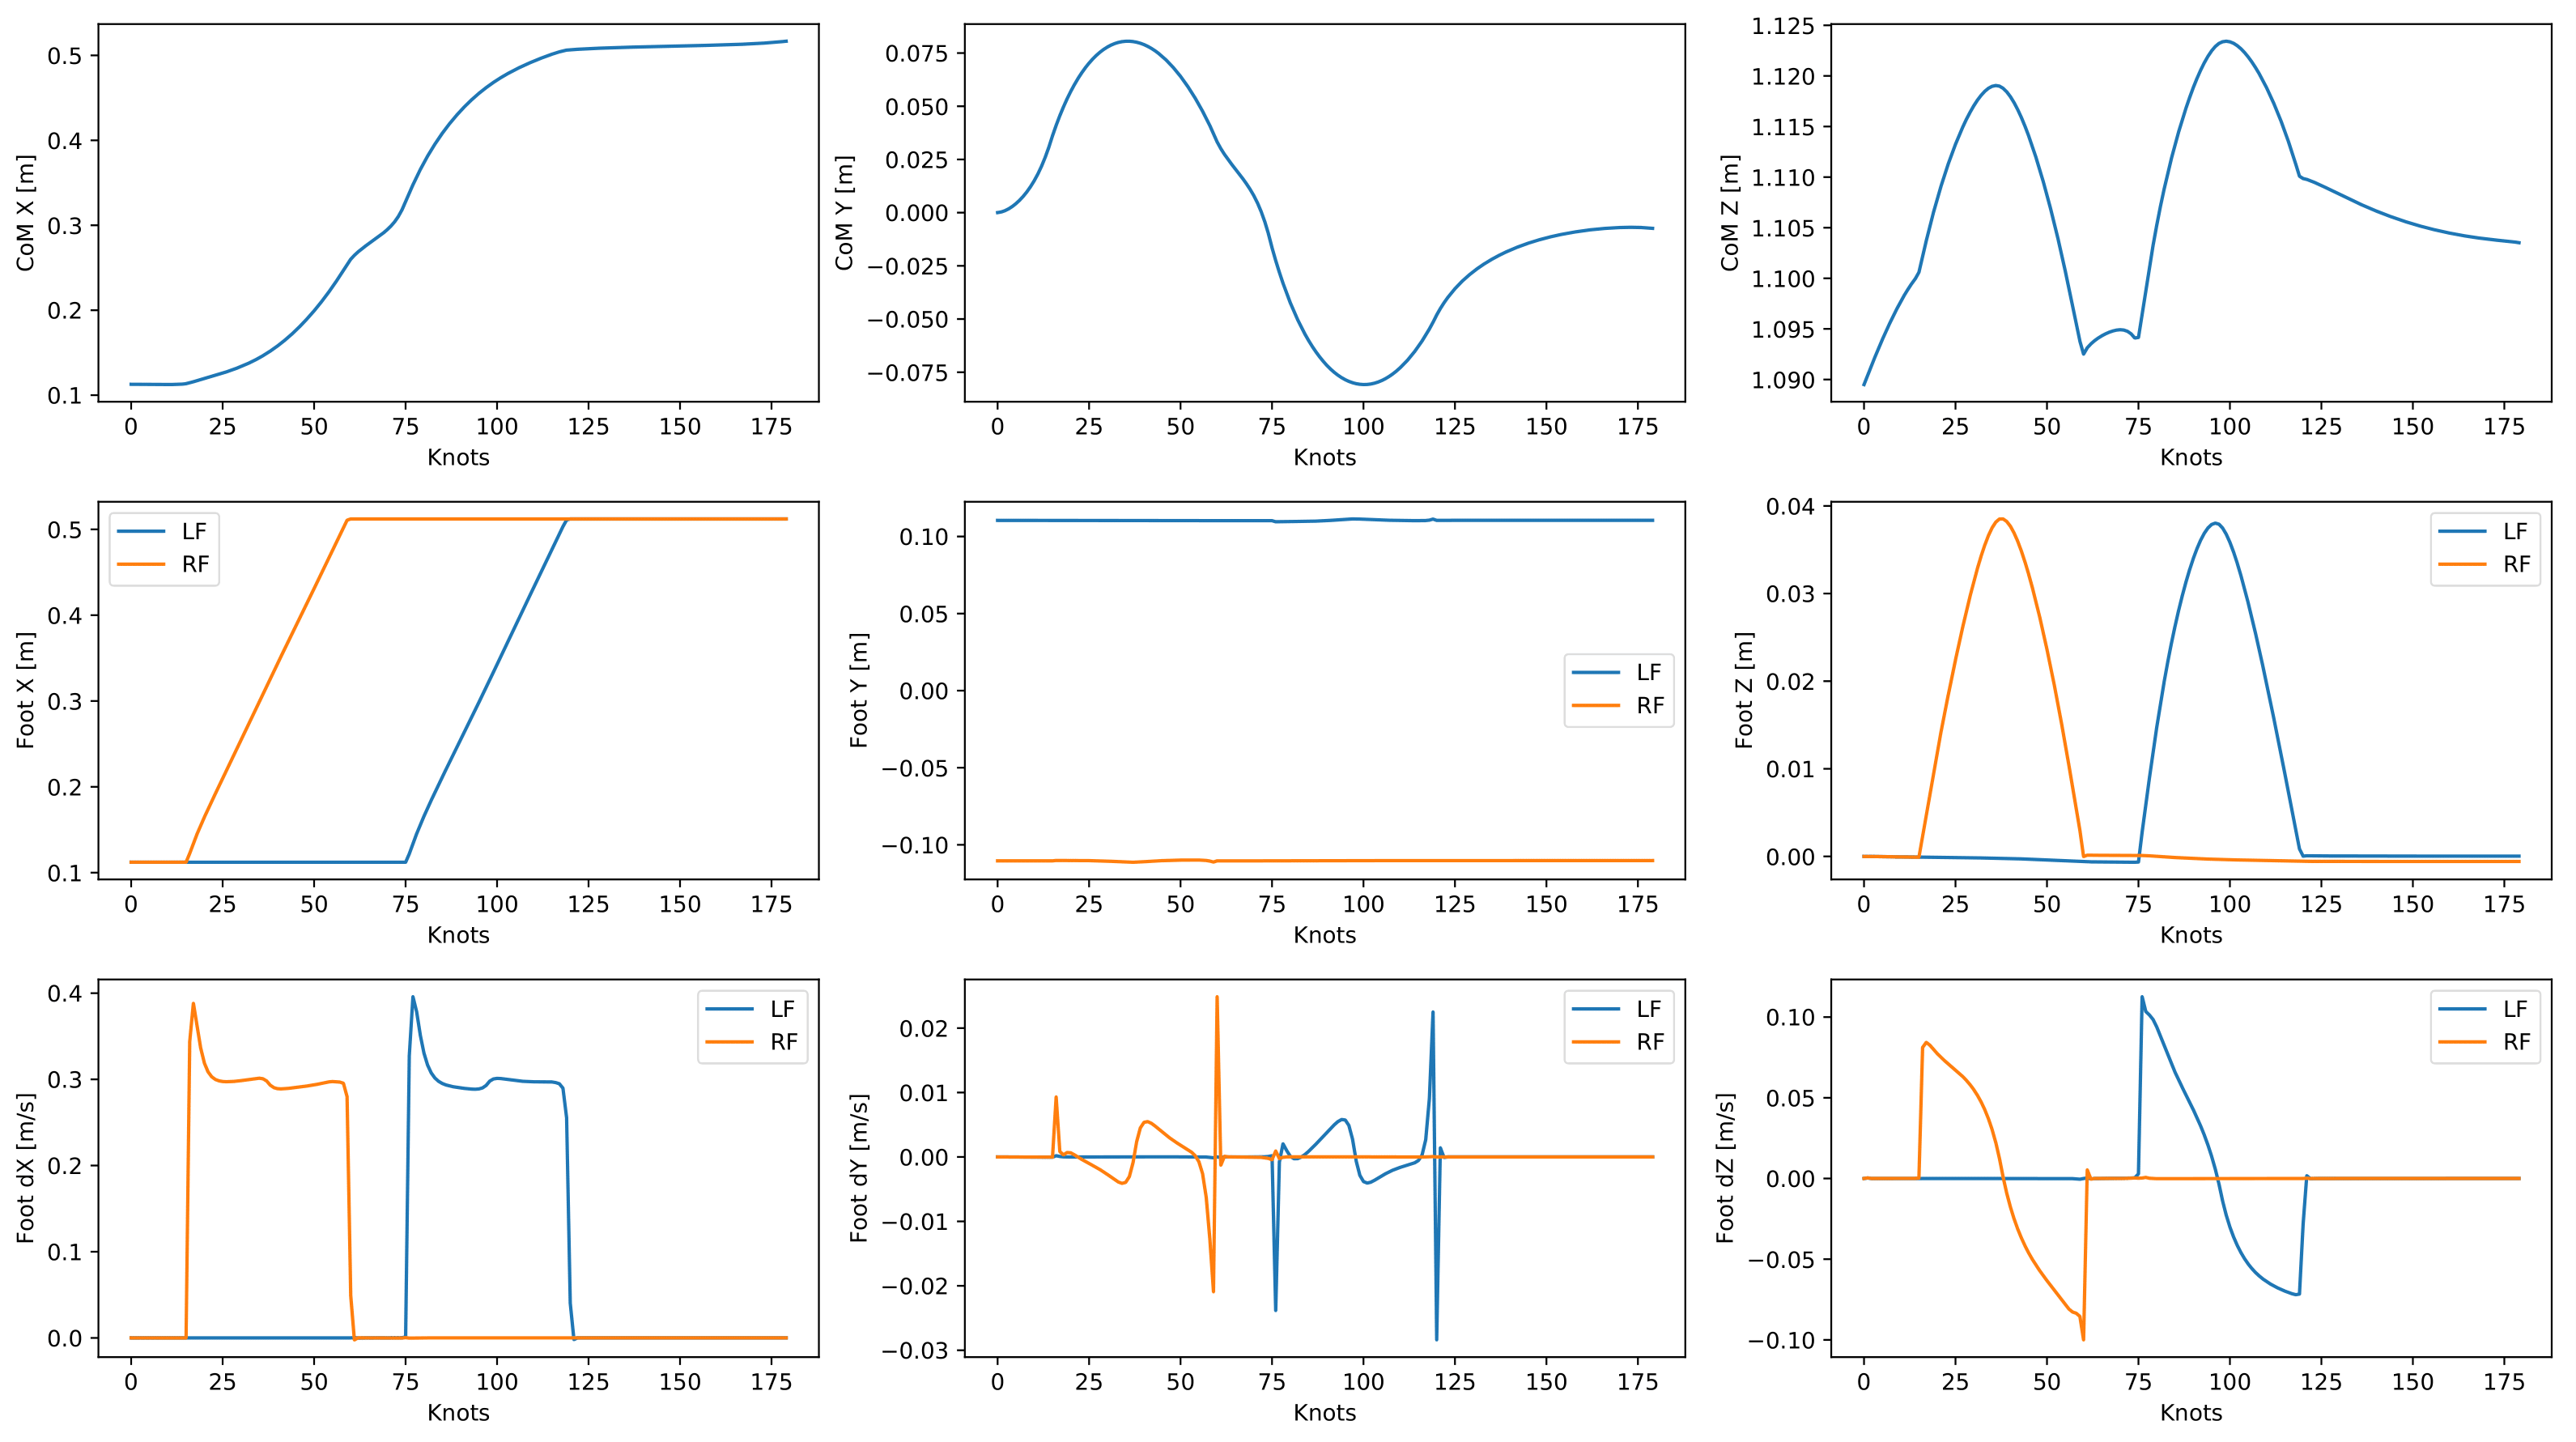 CoM X [m]
0.5
0.4
0.3
0.2
0.1
0 25 50 75 100 125 150 175
Knots
CoM Y [m]
0.075
0.050
0.025
0.000
−0.025
−0.050
−0.075
0 25 50 75 100 125 150 175
Knots
CoM Z [m]
1.125
1.120
1.115
1.110
1.105
1.100
1.095
1.090
0 25 50 75 100 125 150 175
Knots
Foot X [m]
0.5
0.4
0.3
0.2
0.1
LF
RF
0 25 50 75 100 125 150 175
Knots
Foot Y [m]
0.10
0.05
0.00
−0.05
−0.10
LF
RF
0 25 50 75 100 125 150 175
Knots
Foot Z [m]
0.04
0.03
0.02
0.01
0.00
LF
RF
0 25 50 75 100 125 150 175
Knots
Foot dX [m/s]
0.4
0.3
0.2
0.1
0.0
LF
RF
0 25 50 75 100 125 150 175
Knots
Foot dY [m/s]
0.02
0.01
0.00
−0.01
−0.02
−0.03
LF
RF
0 25 50 75 100 125 150 175
Knots
Foot dZ [m/s]
0.10
0.05
0.00
−0.05
−0.10
LF
RF
0 25 50 75 100 125 150 175
Knots